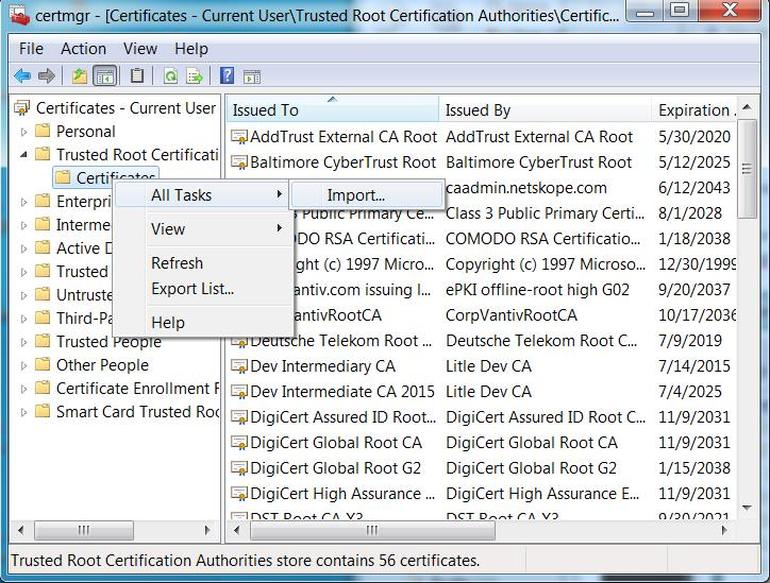 certmgr - [Certificates - Current User\Trusted Root Certification Authorities\Certific...
File Action View Help
Certificates - Current User
Personal
Trusted Root Certificati
Certificates
Enterpri
Interme
Active D
Trusted
Untruste
Third-Pa
Trusted People
Other People
Certificate Enrollment F
Smart Card Trusted Roo
All Tasks
View
Refresh
Export List...
Help
Import...
Issued To Issued By Expiration
AddTrust External CA Root AddTrust External CA Root 5/30/2020
Baltimore CyberTrust Root Baltimore CyberTrust Root 5/12/2025
caadmin.netskope.com 6/12/2043
3 Public Primary Ce... Class 3 Public Primary Certi... 8/1/2028
ODO RSA Certificati... COMODO RSA Certificatio... 1/18/2038
ght (c) 1997 Micro... Copyright (c) 1997 Microso... 12/30/1999
antiv.com issuing I... ePKI offline-root high G02 9/20/2037
antivRootCA CorpVantivRootCA 10/17/2036
Deutsche Telekom Root ... Deutsche Telekom Root C... 7/9/2019
Dev Intermediary CA Litle Dev CA 7/14/2015
Dev Intermediate CA 2015 Litle Dev CA 7/4/2025
DigiCert Assured ID Root... DigiCert Assured ID Root C... 11/9/2031
DigiCert Global Root CA DigiCert Global Root CA 11/9/2031
DigiCert Global Root G2 DigiCert Global Root G2 1/15/2038
DigiCert High Assurance ... DigiCert High Assurance E... 11/9/2031
DST Root CA X3 DST Root CA X3 9/30/2021
Trusted Root Certification Authorities store contains 56 certificates.